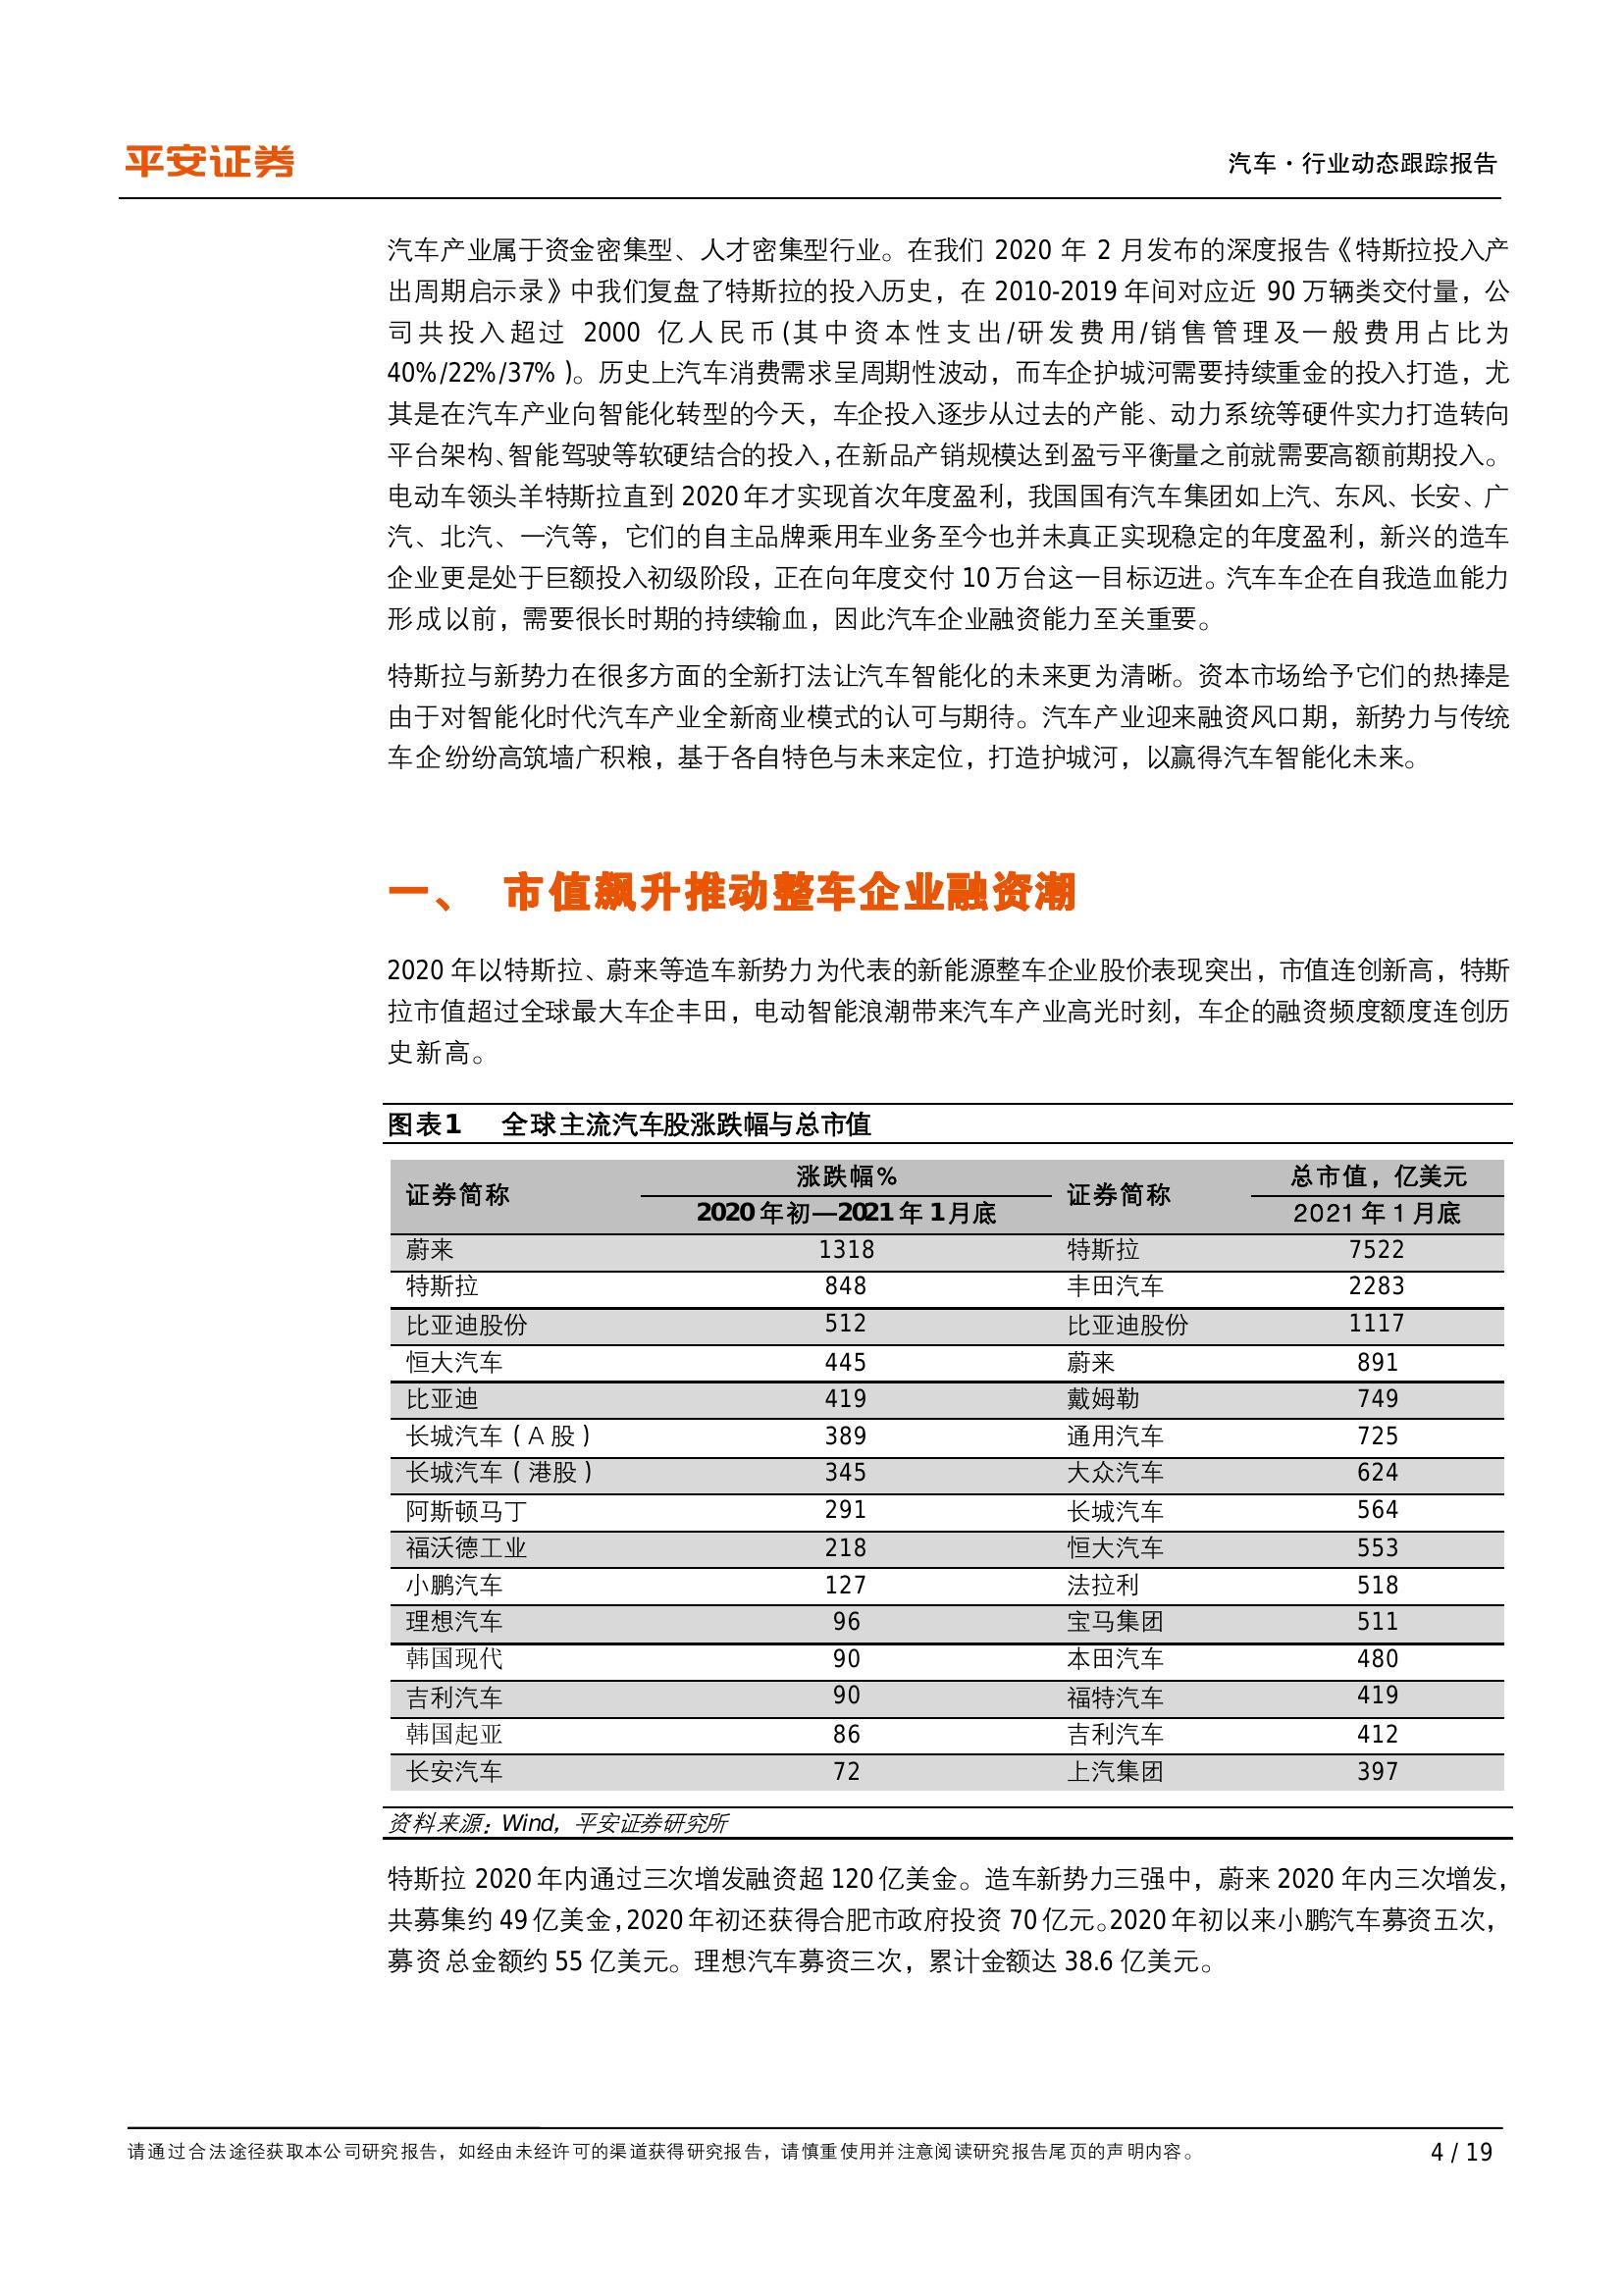 平安证券
汽车·行业动态跟踪报告
汽车产业属于资金密集型、人才密集型行业。在我们 2020 年 2 月发布的深度报告《特斯拉投入产
出周期启示录》中我们复盘了特斯拉的投入历史，在 2010-2019 年间对应近 90 万辆类交付量，公
司共投入超过 2000 亿人民币(其中资本性支出/研发费用/销售管理及一般费用占比为
40%/22%/37% )。历史上汽车消费需求呈周期性波动，而车企护城河需要持续重金的投入打造，尤
其是在汽车产业向智能化转型的今天，车企投入逐步从过去的产能、动力系统等硬件实力打造转向
平台架构、智能驾驶等软硬结合的投入，在新品产销规模达到盈亏平衡量之前就需要高额前期投入。
电动车领头羊特斯拉直到 2020 年才实现首次年度盈利，我国国有汽车集团如上汽、东风、长安、广
汽、北汽、一汽等，它们的自主品牌乘用车业务至今也并未真正实现稳定的年度盈利，新兴的造车
企业更是处于巨额投入初级阶段，正在向年度交付 10 万台这一目标迈进。汽车车企在自我造血能力
形成以前，需要很长时期的持续输血，因此汽车企业融资能力至关重要。
特斯拉与新势力在很多方面的全新打法让汽车智能化的未来更为清晰。资本市场给予它们的热捧是
由于对智能化时代汽车产业全新商业模式的认可与期待。汽车产业迎来融资风口期，新势力与传统
车企纷纷高筑墙广积粮，基于各自特色与未来定位，打造护城河，以赢得汽车智能化未来。
一、 市值飙升推动整车企业融资潮
2020 年以特斯拉、蔚来等造车新势力为代表的新能源整车企业股价表现突出，市值连创新高，特斯
拉市值超过全球最大车企丰田，电动智能浪潮带来汽车产业高光时刻，车企的融资频度额度连创历
史新高。
图表1 全球主流汽车股涨跌幅与总市值
证券简称 涨跌幅% 证券简称 总市值，亿美元
2020 年初—2021 年 1 月底 2021 年 1 月底
蔚来 1318 特斯拉 7522
特斯拉 848 丰田汽车 2283
比亚迪股份 512 比亚迪股份 1117
恒大汽车 445 蔚来 891
比亚迪 419 戴姆勒 749
长城汽车（A 股） 389 通用汽车 725
长城汽车（港股） 345 大众汽车 624
阿斯顿马丁 291 长城汽车 564
福沃德工业 218 恒大汽车 553
小鹏汽车 127 法拉利 518
理想汽车 96 宝马集团 511
韩国现代 90 本田汽车 480
吉利汽车 90 福特汽车 419
韩国起亚 86 吉利汽车 412
长安汽车 72 上汽集团 397
资料来源：Wind，平安证券研究所
特斯拉 2020 年内通过三次增发融资超 120 亿美金。造车新势力三强中，蔚来 2020 年内三次增发，
共募集约 49 亿美金，2020 年初还获得合肥市政府投资 70 亿元。2020 年初以来小鹏汽车募资五次，
募资总金额约 55 亿美元。理想汽车募资三次，累计金额达 38.6 亿美元。
请通过合法途径获取本公司研究报告，如经由未经许可的渠道获得研究报告，请慎重使用并注意阅读研究报告尾页的声明内容。
4 / 19